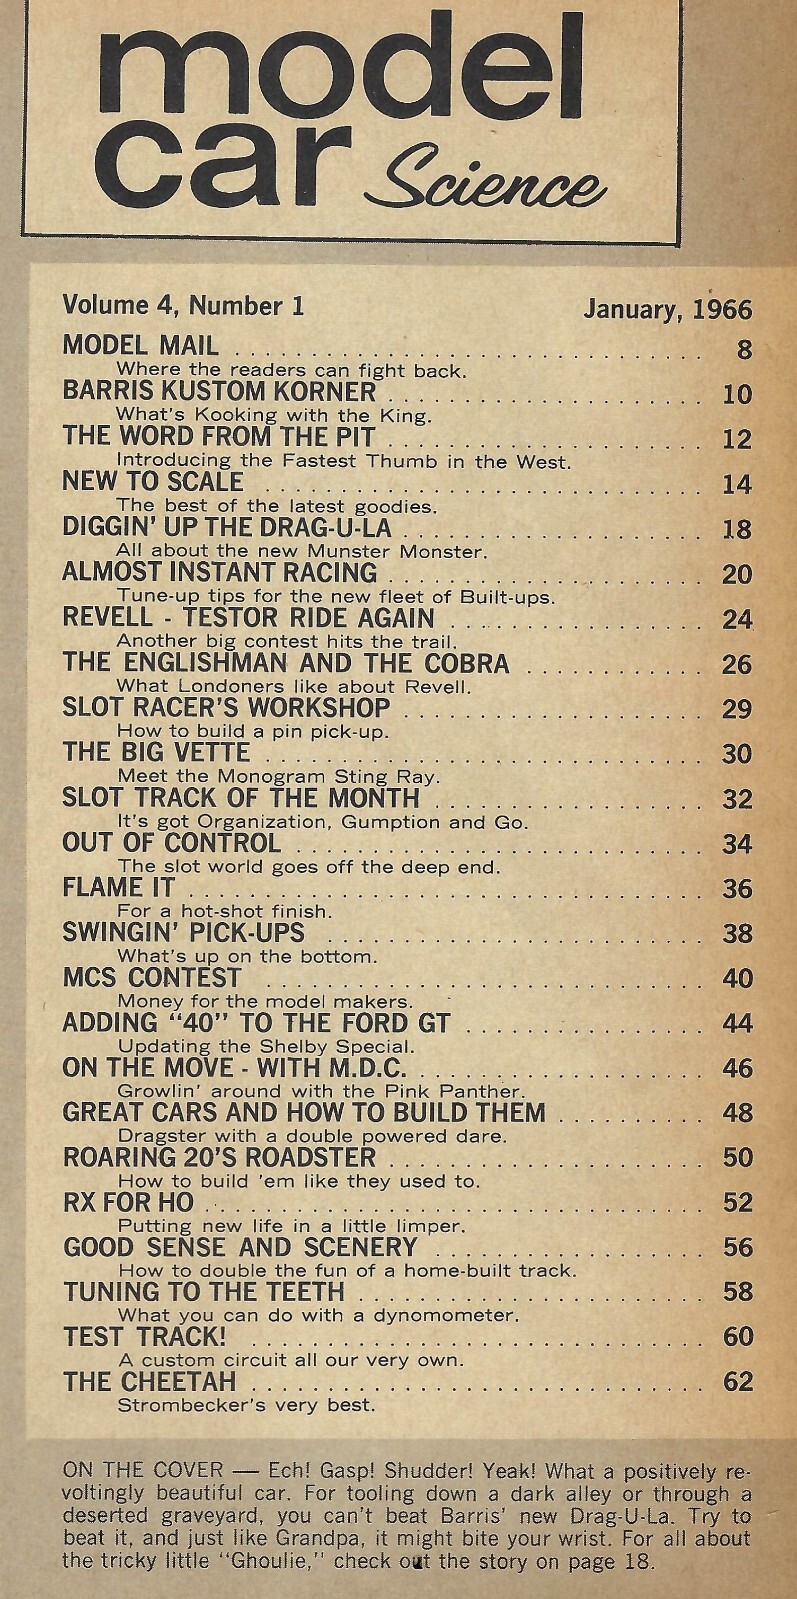 model
car Science
Volume 4, Number 1 January, 1966
MODEL MAIL . . . . . . . . . . . . . . . . . . . . . . . . . 8
Where the readers can fight back.
BARRIS KUSTOM KORNER . . . . . . . . . . . . . . . . . 10
What's Kooking with the King.
THE WORD FROM THE PIT . . . . . . . . . . . . . . . . . 12
Introducing the Fastest Thumb in the West.
NEW TO SCALE . . . . . . . . . . . . . . . . . . . . . . . . 14
The best of the latest goodies.
DIGGIN' UP THE DRAG-U-LA . . . . . . . . . . . . . . . . 18
All about the new Munster Monster.
ALMOST INSTANT RACING . . . . . . . . . . . . . . . . . 20
Tune-up tips for the new fleet of Built-ups.
REVELL - TESTOR RIDE AGAIN . . . . . . . . . . . . . . 24
Another big contest hits the trail.
THE ENGLISHMAN AND THE COBRA . . . . . . . . . . 26
What Londoners like about Revell.
SLOT RACER'S WORKSHOP . . . . . . . . . . . . . . . . 29
How to build a pin pick-up.
THE BIG VETTE . . . . . . . . . . . . . . . . . . . . . . . 30
Meet the Monogram Sting Ray.
SLOT TRACK OF THE MONTH . . . . . . . . . . . . . . . 32
It's got Organization, Gumption and Go.
OUT OF CONTROL . . . . . . . . . . . . . . . . . . . . . . 34
The slot world goes off the deep end.
FLAME IT . . . . . . . . . . . . . . . . . . . . . . . . . . . 36
For a hot-shot finish.
SWINGIN' PICK-UPS . . . . . . . . . . . . . . . . . . . . 38
What's up on the bottom.
MCS CONTEST . . . . . . . . . . . . . . . . . . . . . . . . 40
Money for the model makers.
ADDING "40" TO THE FORD GT . . . . . . . . . . . . . 44
Updating the Shelby Special.
ON THE MOVE - WITH M.D.C. . . . . . . . . . . . . . . . 46
Growlin' around with the Pink Panther.
GREAT CARS AND HOW TO BUILD THEM . . . . . . . . 48
Dragster with a double powered dare.
ROARING 20'S ROADSTER . . . . . . . . . . . . . . . . . 50
How to build 'em like they used to.
RX FOR HO . . . . . . . . . . . . . . . . . . . . . . . . . . 52
Putting new life in a little limper.
GOOD SENSE AND SCENERY . . . . . . . . . . . . . . . 56
How to double the fun of a home-built track.
TUNING TO THE TEETH . . . . . . . . . . . . . . . . . . . 58
What you can do with a dynomometer.
TEST TRACK! . . . . . . . . . . . . . . . . . . . . . . . . 60
A custom circuit all our very own.
THE CHEETAH . . . . . . . . . . . . . . . . . . . . . . . . 62
Strombecker's very best.
ON THE COVER — Ech! Gasp! Shudder! Yeak! What a positively re-
voltingly beautiful car. For tooling down a dark alley or through a
deserted graveyard, you can't beat Barris' new Drag-U-La. Try to
beat it, and just like Grandpa, it might bite your wrist. For all about
the tricky little "Ghoulie," check out the story on page 18.